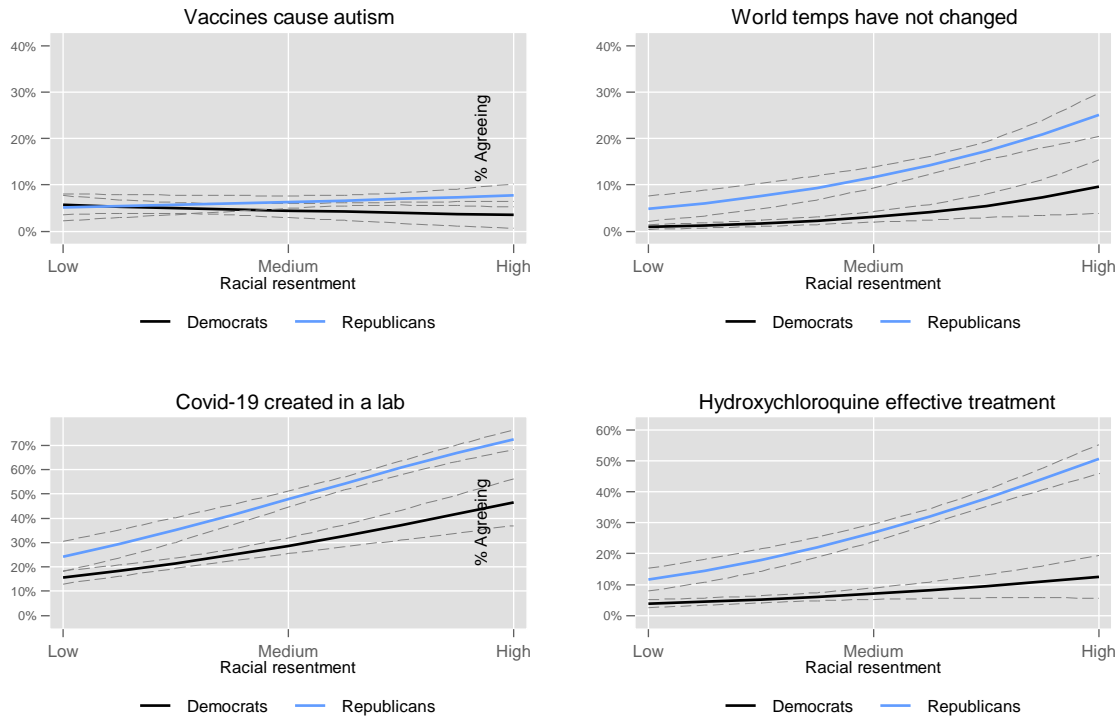 Vaccines cause autism
40%
30%
20%
10%
0%
% Agreeing
Low Medium High
Racial resentment
Democrats Republicans
World temps have not changed
40%
30%
20%
10%
0%
Low Medium High
Racial resentment
Democrats Republicans
Covid-19 created in a lab
70%
60%
50%
40%
30%
20%
10%
0%
% Agreeing
Low Medium High
Racial resentment
Democrats Republicans
Hydroxychloroquine effective treatment
60%
50%
40%
30%
20%
10%
0%
Low Medium High
Racial resentment
Democrats Republicans